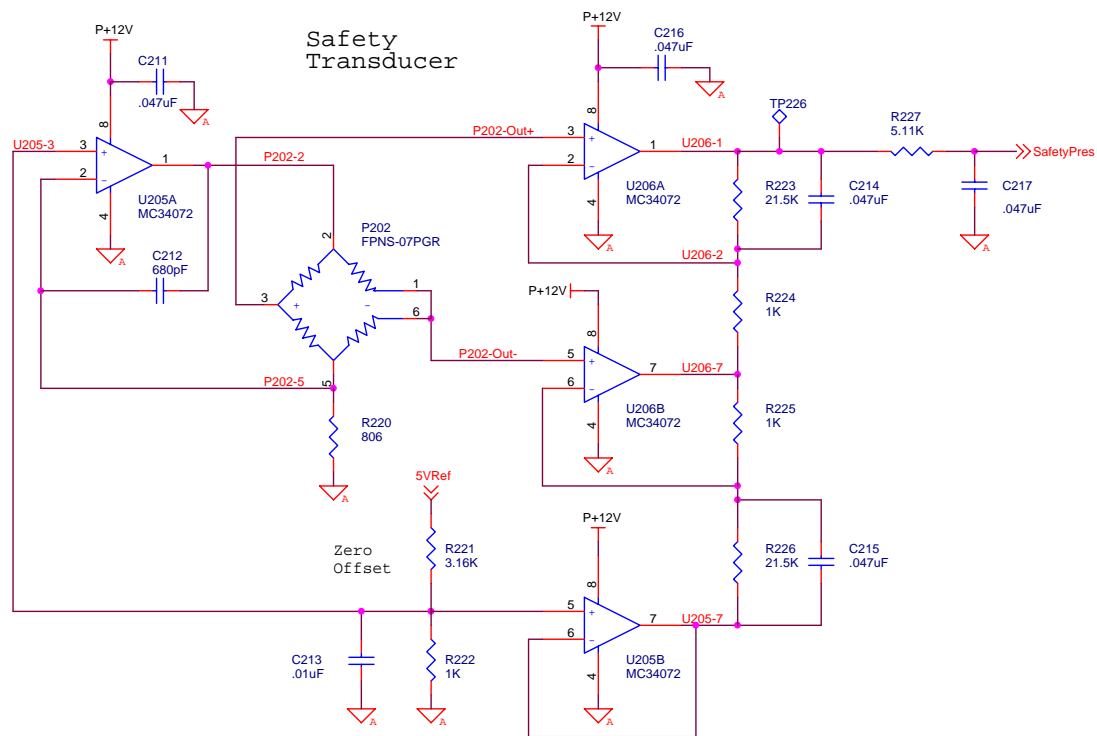 P+12V
C211
.047uF
A
U205-3
8
3
2
1
4
+
−
U205A
MC34072
A
C212
680pF
P202-2
Safety
Transducer
P202
FPNS-07PGR
2
3
+
−
1
6
5
P202-5
R220
806
A
P202-Out+
P202-Out-
P+12V
C216
.047uF
A
8
3
2
1
4
+
−
U206A
MC34072
A
U206-1
TP226
R227
5.11K
SafetyPres
R223
21.5K
C214
.047uF
C217
.047uF
A
U206-2
R224
1K
P+12V
8
5
6
7
4
+
−
U206B
MC34072
A
U206-7
R225
1K
5VRef
R221
3.16K
Zero
Offset
C213
.01uF
A
R222
1K
A
P+12V
8
5
6
7
4
+
−
U205B
MC34072
A
U205-7
R226
21.5K
C215
.047uF